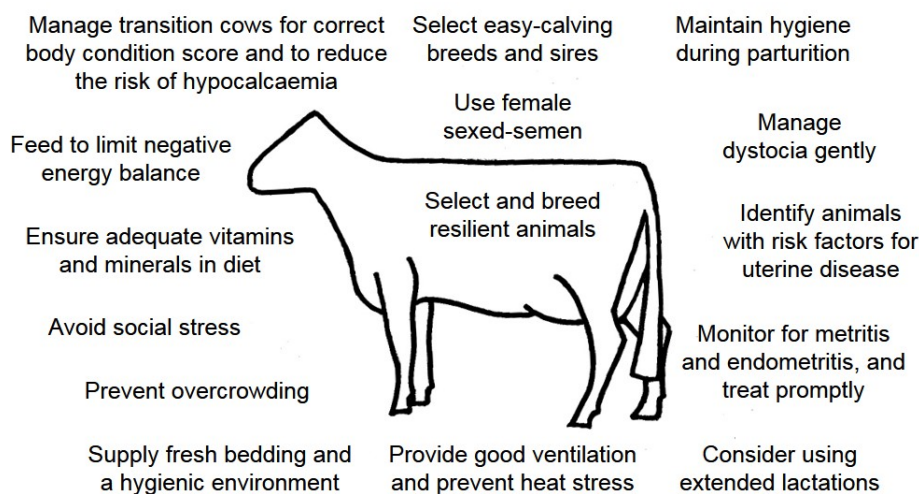 Manage transition cows for correct
body condition score and to reduce
the risk of hypocalcaemia
Select easy-calving
breeds and sires
Maintain hygiene
during parturition
Use female
sexed-semen
Manage
dystocia gently
Feed to limit negative
energy balance
Select and breed
resilient animals
Identify animals
with risk factors for
uterine disease
Ensure adequate vitamins
and minerals in diet
Avoid social stress
Monitor for metritis
and endometritis, and
treat promptly
Prevent overcrowding
Supply fresh bedding and
a hygienic environment
Provide good ventilation
and prevent heat stress
Consider using
extended lactations